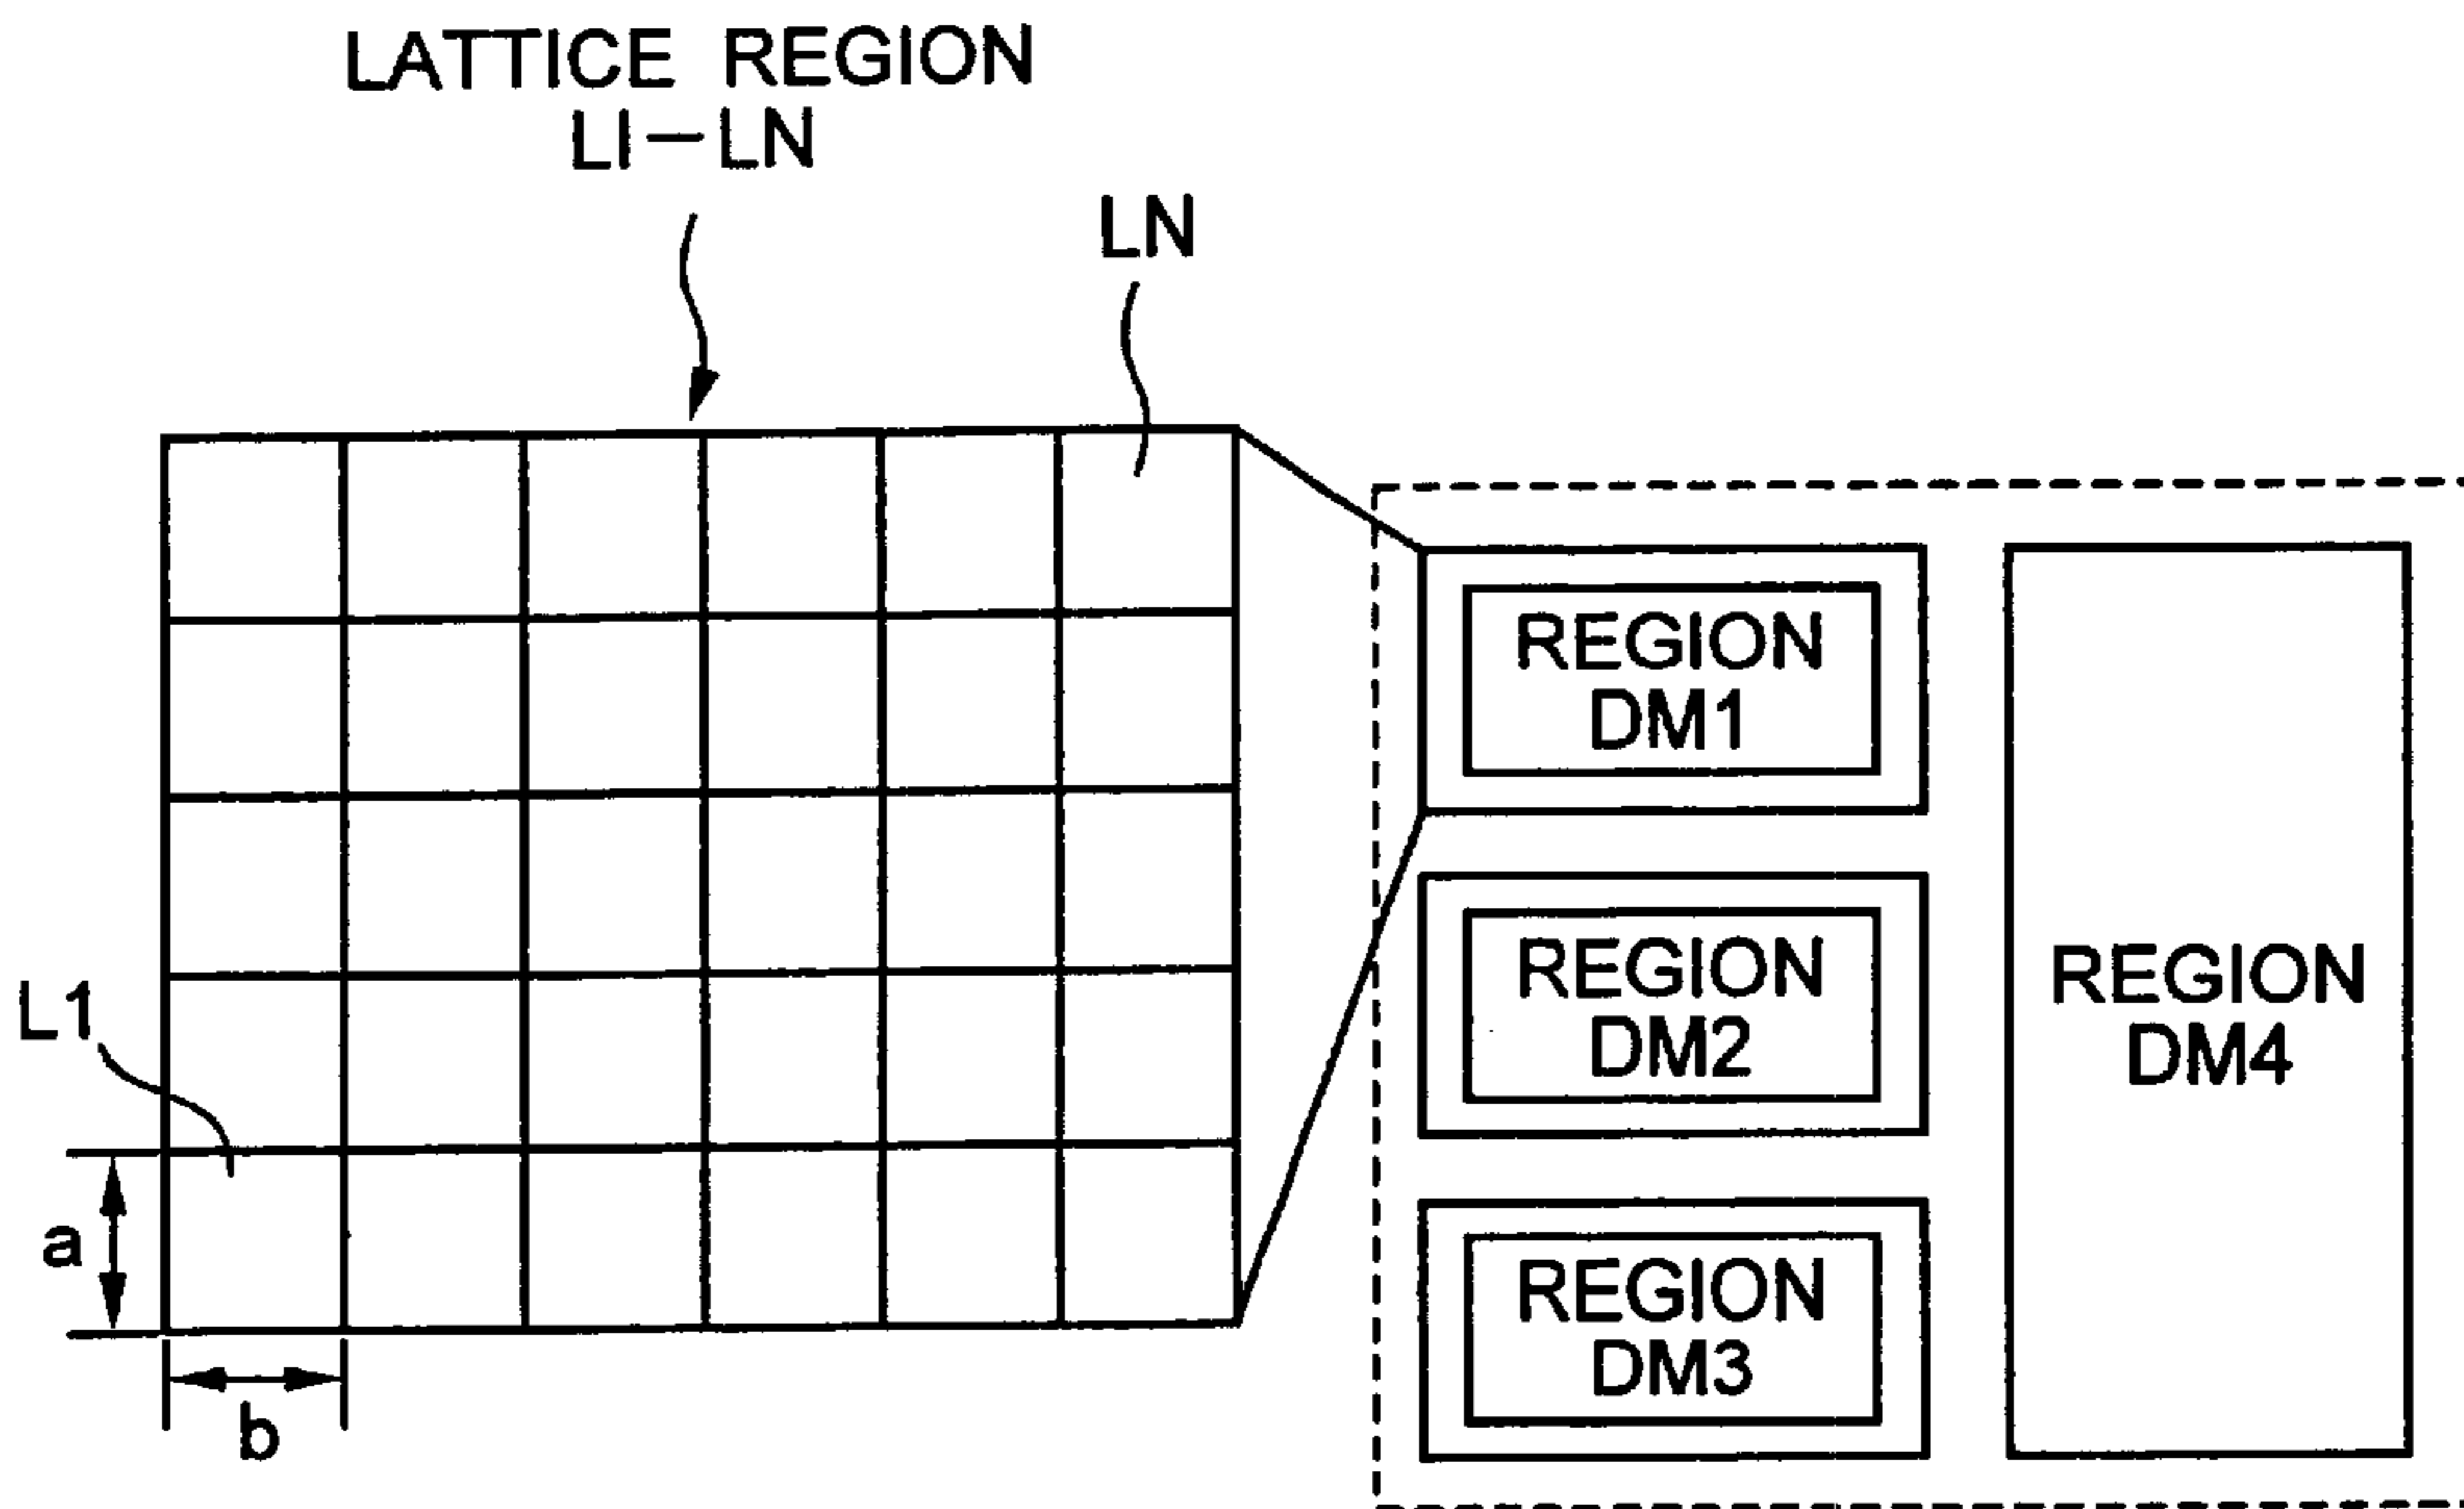 LATTICE REGION
LI–LN
LN
REGION
DM1
REGION
DM2
REGION
DM4
L1
a
REGION
DM3
b